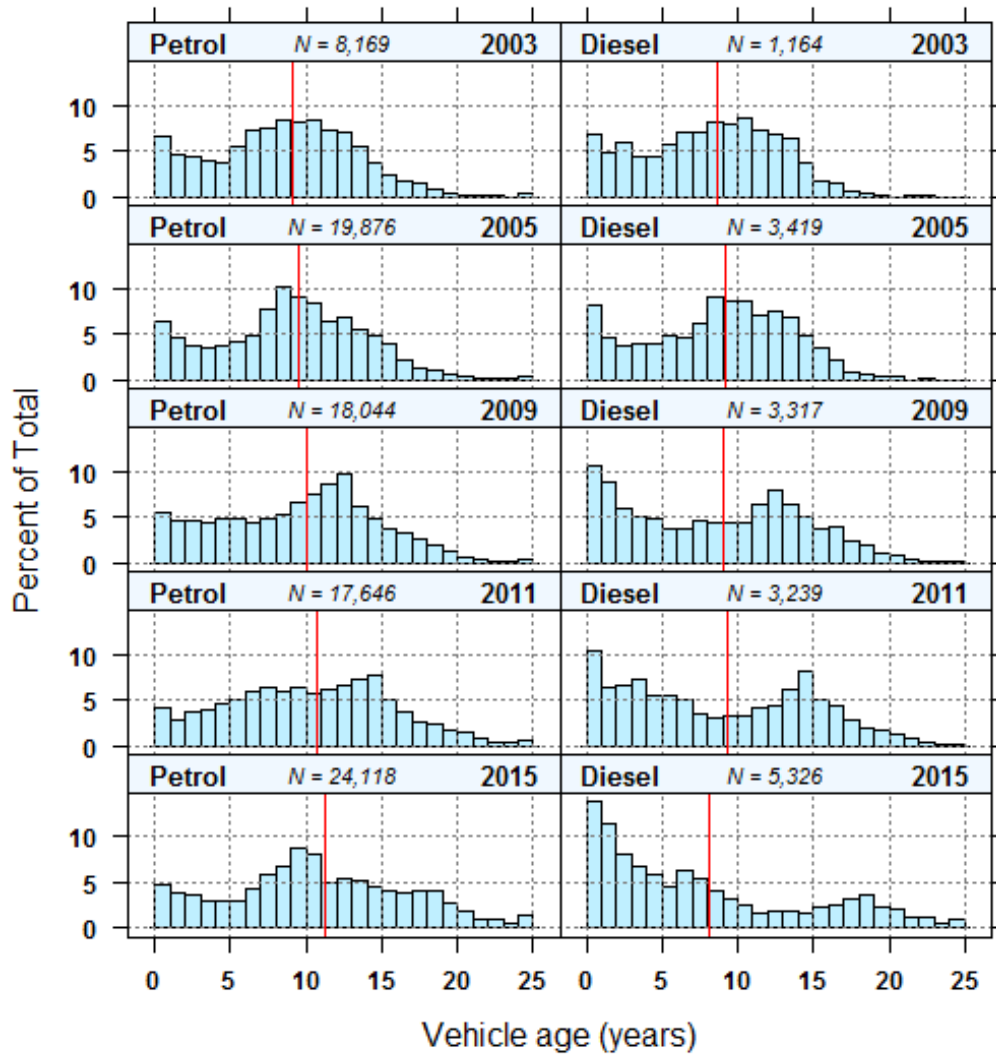 Petrol N = 8,169 2003 Diesel N = 1,164 2003
10
5
0
Petrol N = 19,876 2005 Diesel N = 3,419 2005
10
5
0
Petrol N = 18,044 2009 Diesel N = 3,317 2009
10
5
0
Petrol N = 17,646 2011 Diesel N = 3,239 2011
10
5
0
Petrol N = 24,118 2015 Diesel N = 5,326 2015
10
5
0
Percent of Total
0 5 10 15 20 25 0 5 10 15 20 25
Vehicle age (years)